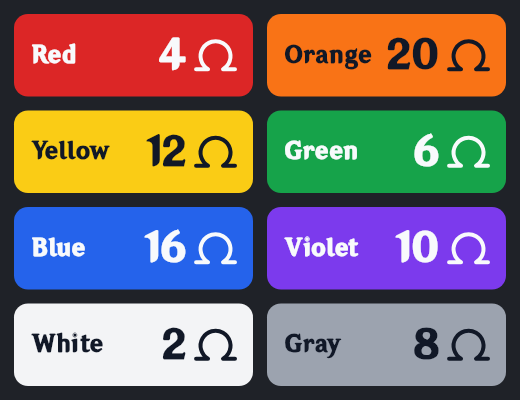 Red 4 Ω
Orange 20 Ω
Yellow 12 Ω
Green 6 Ω
Blue 16 Ω
Violet 10 Ω
White 2 Ω
Gray 8 Ω